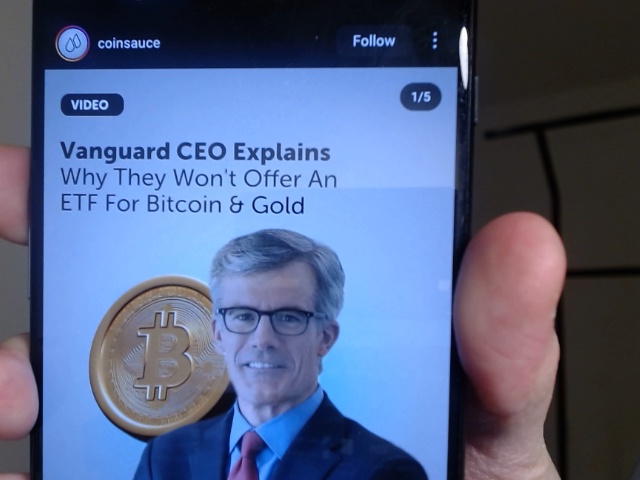 coinsauce
Follow
VIDEO
1/5
Vanguard CEO Explains
Why They Won't Offer An
ETF For Bitcoin & Gold